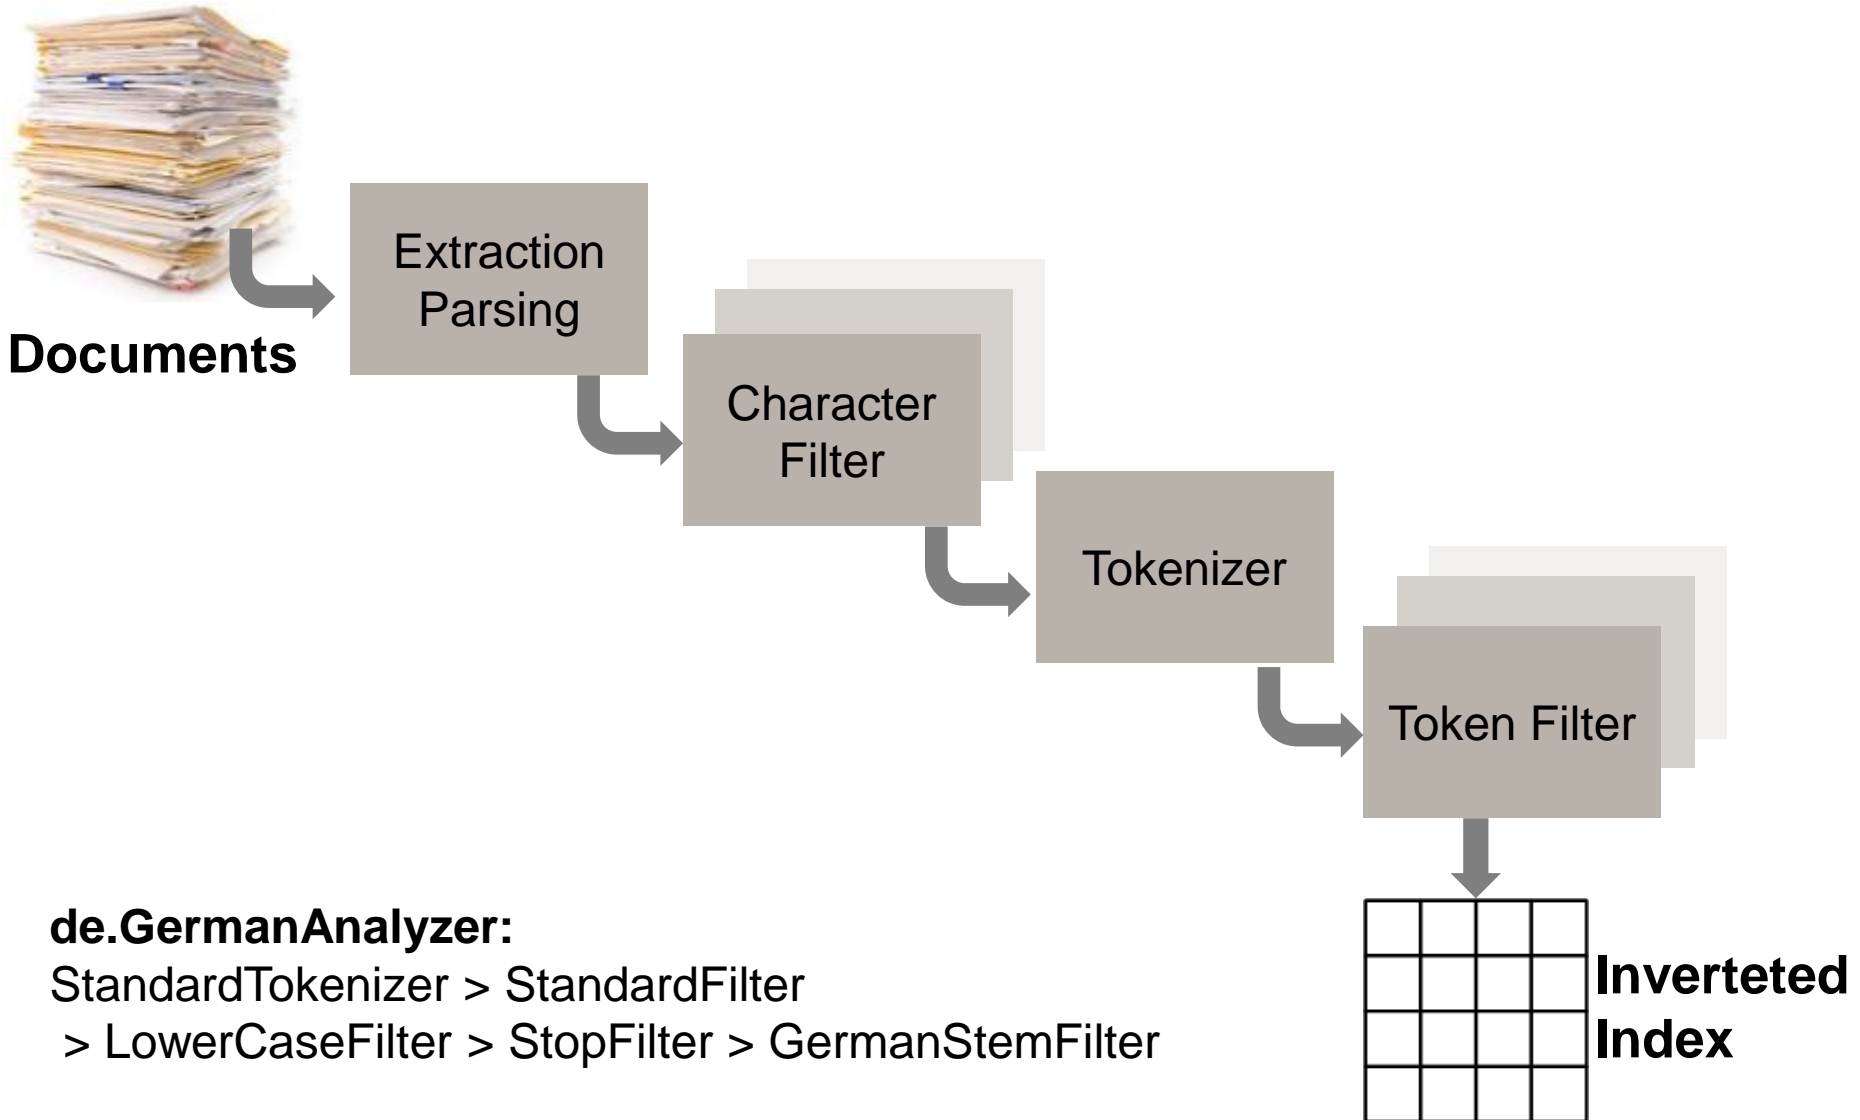 Documents
Extraction
Parsing
Character
Filter
Tokenizer
Token Filter
de.GermanAnalyzer:
StandardTokenizer > StandardFilter
> LowerCaseFilter > StopFilter > GermanStemFilter
Inverteted
Index